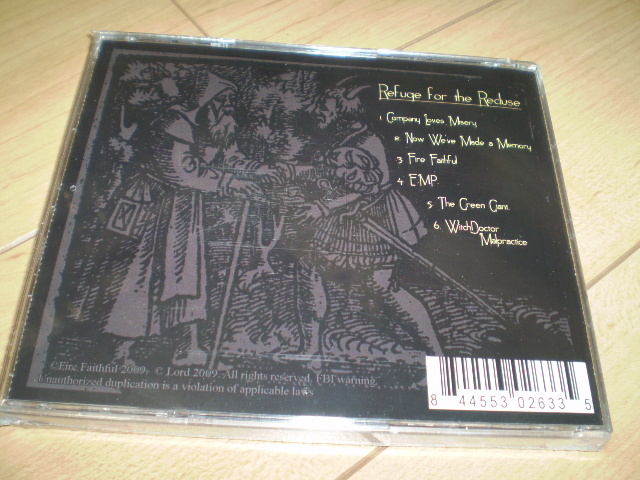 Refuge for the Recluse
1. Company Loves Misery
2. Now We've Made a Memory
3. Fire Faithful
4. E.M.P.
5. The Green Giant
6. WitchDoctor
Malpractice
©Eire Faithful 2009. © Lord 2009. All rights reserved. FBI warning,
unauthorized duplication is a violation of applicable laws
8 44553 02633 5